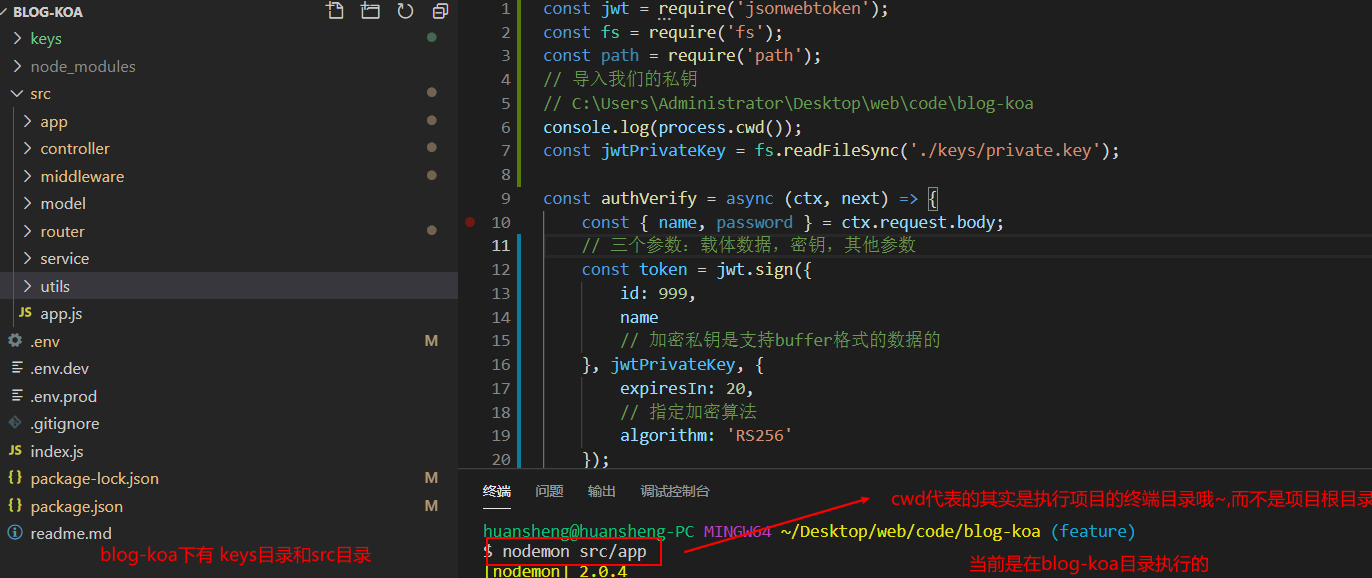 BLOG-KOA
keys
node_modules
src
app
controller
middleware
model
router
service
utils
JS app.js
.env M
.env.dev
.env.prod
.gitignore
JS index.js
{} package-lock.json M
{} package.json M
readme.md
blog-koa下有 keys目录和src目录
1 const jwt = require('jsonwebtoken');
2 const fs = require('fs');
3 const path = require('path');
4 // 导入我们的私钥
5 // C:\Users\Administrator\Desktop\web\code\blog-koa
6 console.log(process.cwd());
7 const jwtPrivateKey = fs.readFileSync('./keys/private.key');
8
9 const authVerify = async (ctx, next) => {
10 const { name, password } = ctx.request.body;
11 // 三个参数：载体数据，密钥，其他参数
12 const token = jwt.sign({
13 id: 999,
14 name
15 // 加密私钥是支持buffer格式的数据的
16 }, jwtPrivateKey, {
17 expiresIn: 20,
18 // 指定加密算法
19 algorithm: 'RS256'
20 });
终端 问题 输出 调试控制台
cwd代表的其实是执行项目的终端目录哦~,而不是项目根目录
huansheng@huansheng-PC MINGW64 ~/Desktop/web/code/blog-koa (feature)
$ nodemon src/app
当前是在blog-koa目录执行的
[nodemon] 2.0.4